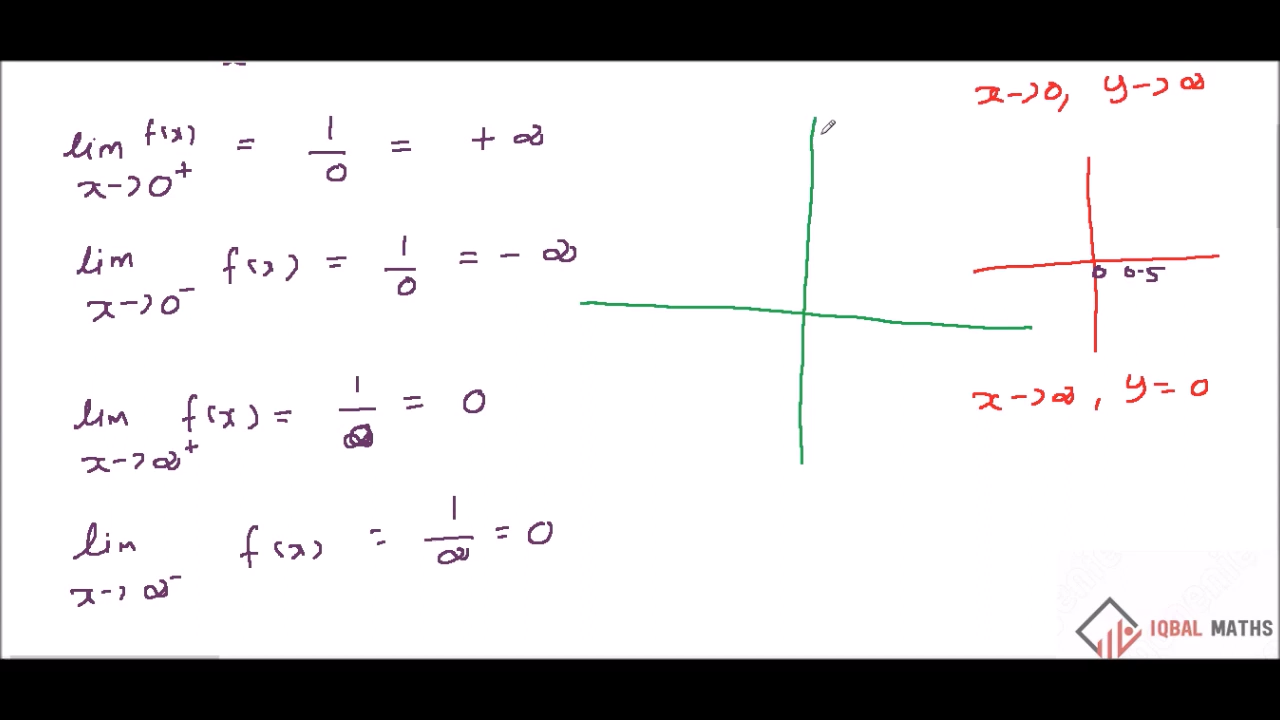 lim f(x) = 1/0 = + ∞
x→0⁺
lim f(x) = 1/0 = - ∞
x→0⁻
lim f(x) = 1/∞ = 0
x→∞⁺
lim f(x) = 1/∞ = 0
x→∞⁻
x→0, y→∞
0 0.5
x→∞, y = 0
IQBAL MATHS